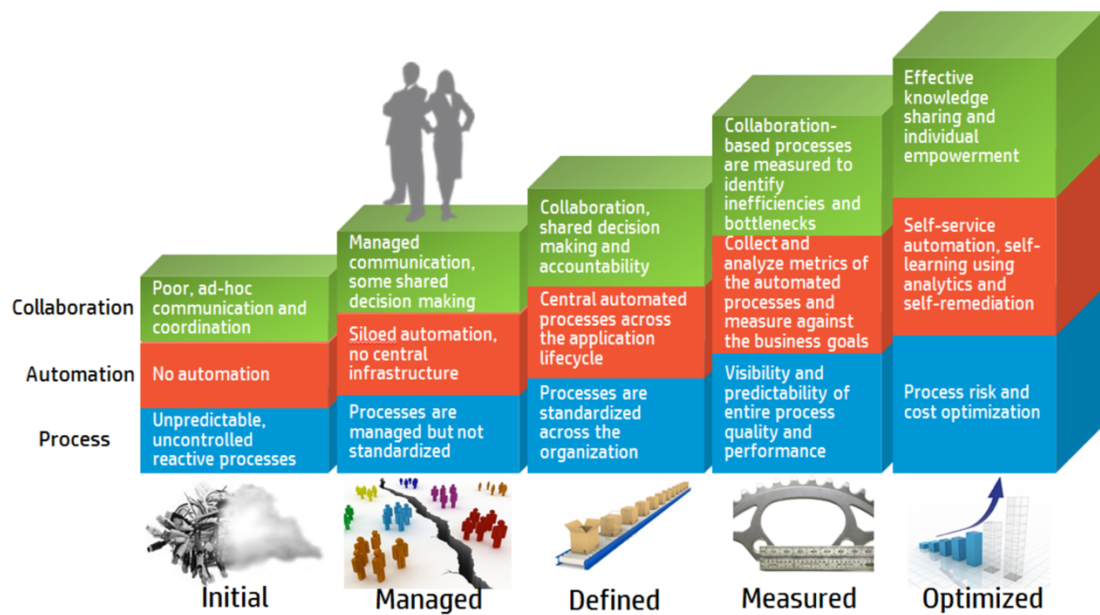 Collaboration
Automation
Process
Poor, ad-hoc
communication and
coordination
No automation
Unpredictable,
uncontrolled
reactive processes
Initial
Managed
communication,
some shared
decision making
Siloed automation,
no central
infrastructure
Processes are
managed but not
standardized
Managed
Collaboration,
shared decision
making and
accountability
Central automated
processes across
the application
lifecycle
Processes are
standardized
across the
organization
Defined
Collaboration-
based processes
are measured to
identify
inefficiencies and
bottlenecks
Collect and
analyze metrics of
the automated
processes and
measure against
the business goals
Visibility and
predictability of
entire process
quality and
performance
Measured
Effective
knowledge
sharing and
individual
empowerment
Self-service
automation, self-
learning using
analytics and
self-remediation
Process risk and
cost optimization
Optimized